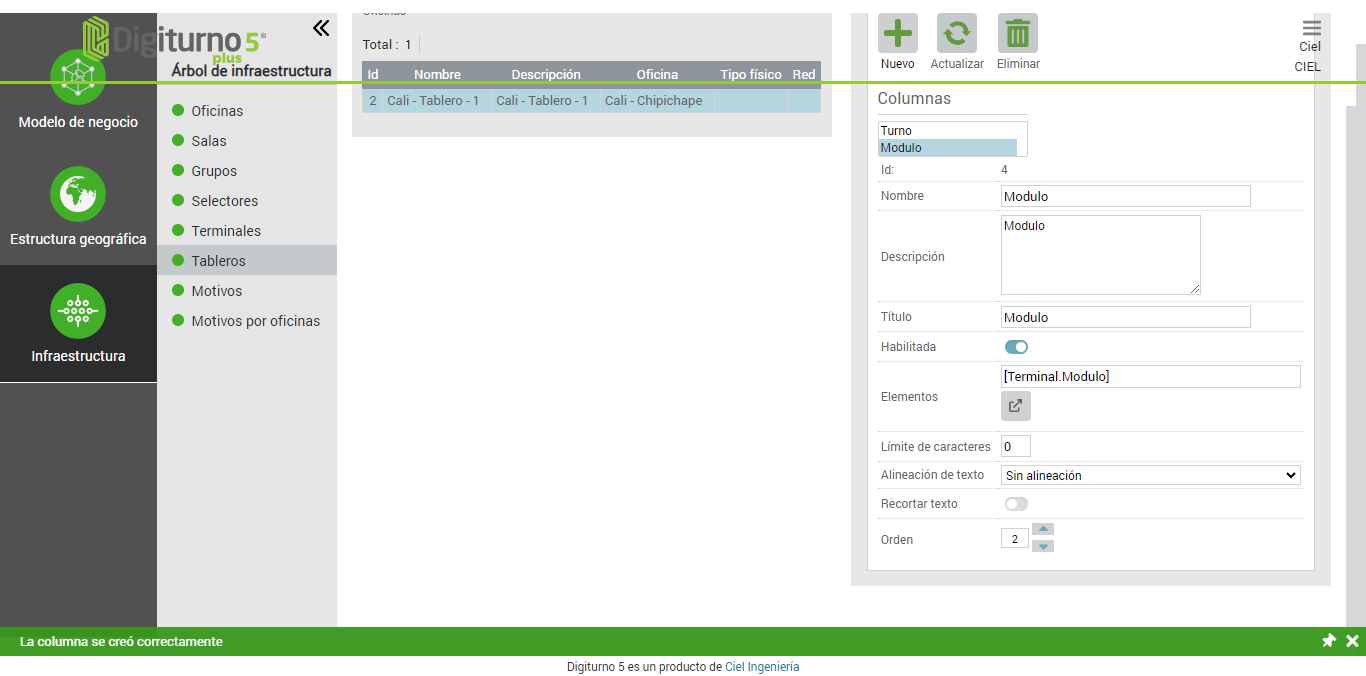 Digiturno 5®
plus
Árbol de infraestructura
Modelo de negocio
Estructura geográfica
Infraestructura
Oficinas
Salas
Grupos
Selectores
Terminales
Tableros
Motivos
Motivos por oficinas
Oficinas
Total : 1
Id Nombre Descripción Oficina Tipo físico Red
2 Cali - Tablero - 1 Cali - Tablero - 1 Cali - Chipichape
Nuevo Actualizar Eliminar
Ciel
CIEL
Columnas
Turno
Modulo
Id: 4
Nombre Modulo
Descripción Modulo
Título Modulo
Habilitada
Elementos [Terminal.Modulo]
Límite de caracteres 0
Alineación de texto Sin alineación
Recortar texto
Orden 2
La columna se creó correctamente
Digiturno 5 es un producto de Ciel Ingeniería